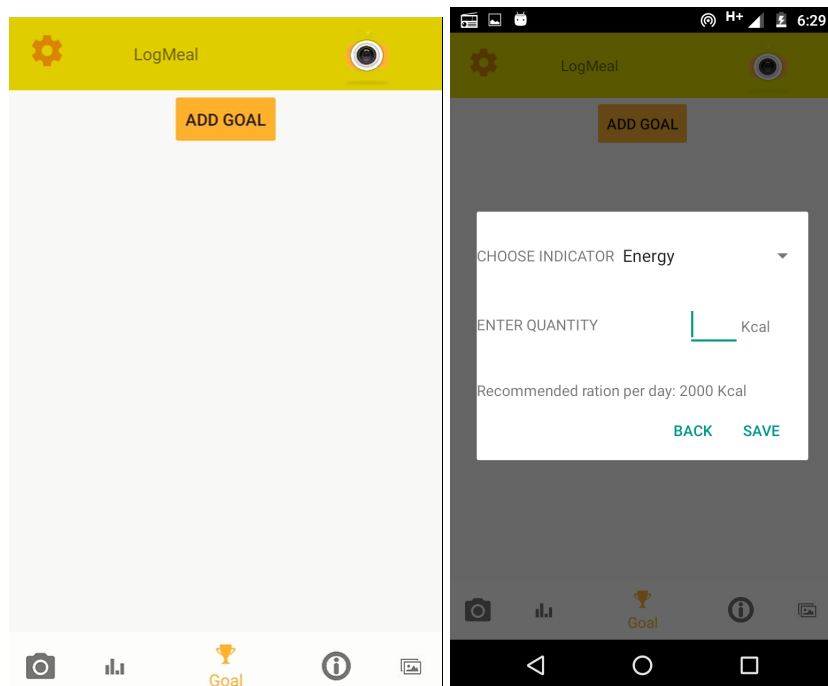 LogMeal
ADD GOAL
Goal
H+ 6:29
LogMeal
ADD GOAL
CHOOSE INDICATOR Energy
ENTER QUANTITY Kcal
Recommended ration per day: 2000 Kcal
BACK SAVE
Goal